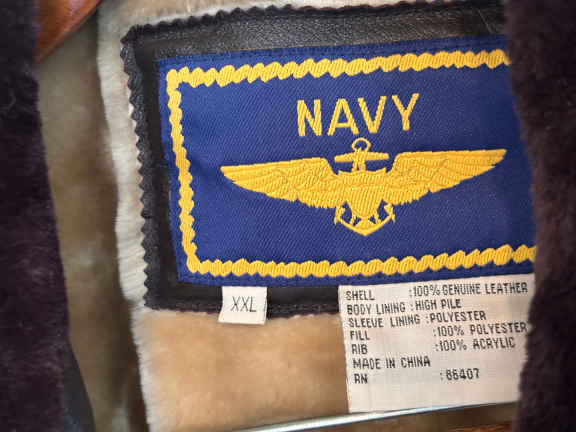 NAVY
XXL
SHELL :100% GENUINE LEATHER
BODY LINING : HIGH PILE
SLEEVE LINING : POLYESTER
FILL :100% POLYESTER
RIB :100% ACRYLIC
MADE IN CHINA
RN :86407